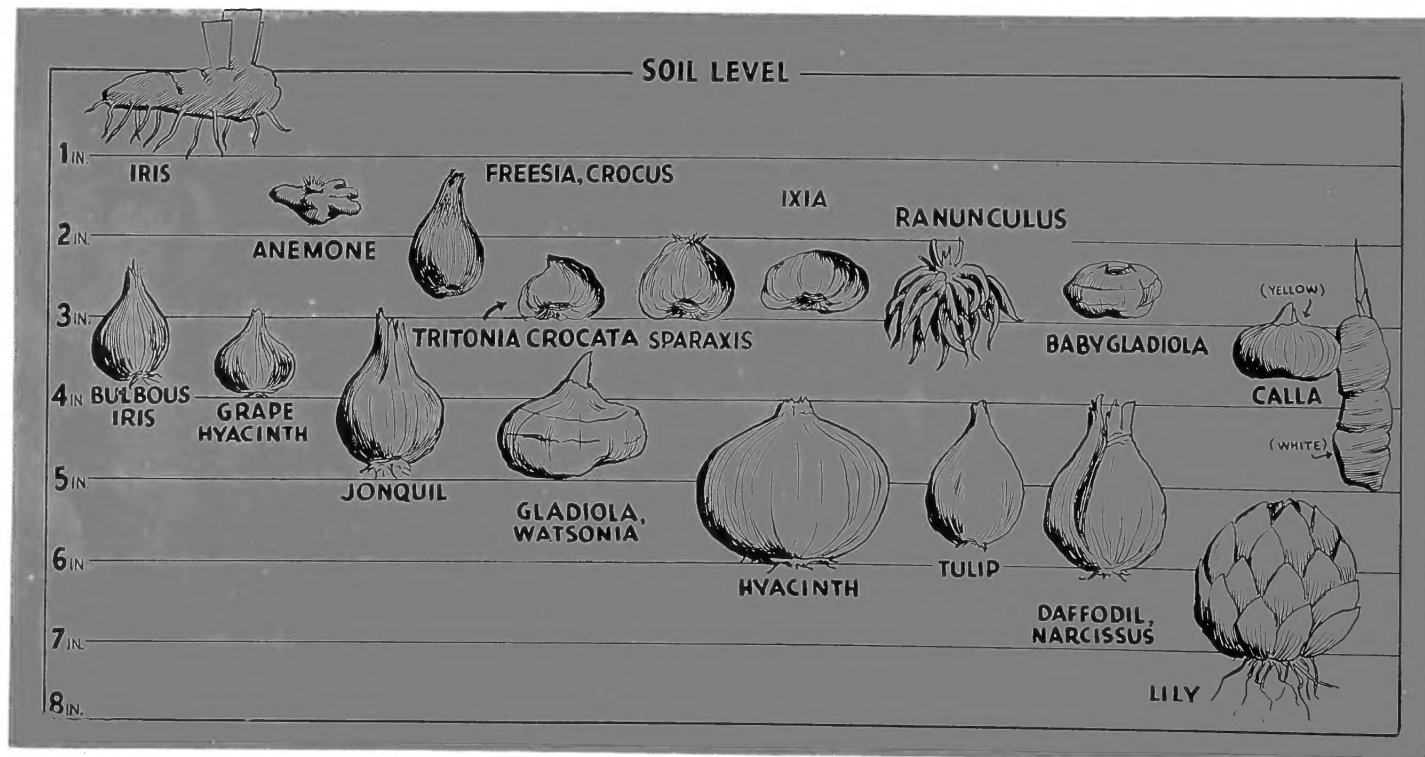 SOIL LEVEL
1 IN.
IRIS
FREESIA, CROCUS
IXIA
RANUNCULUS
2 IN.
ANEMONE
(YELLOW)
3 IN.
TRITONIA CROCATA
SPARAXIS
BABY GLADIOLA
4 IN
BULBOUS
IRIS
GRAPE
HYACINTH
CALLA
(WHITE)
5 IN.
JONQUIL
GLADIOLA,
WATSONIA
6 IN
HYACINTH
TULIP
DAFFODIL,
NARCISSUS
7 IN.
LILY
8 IN.